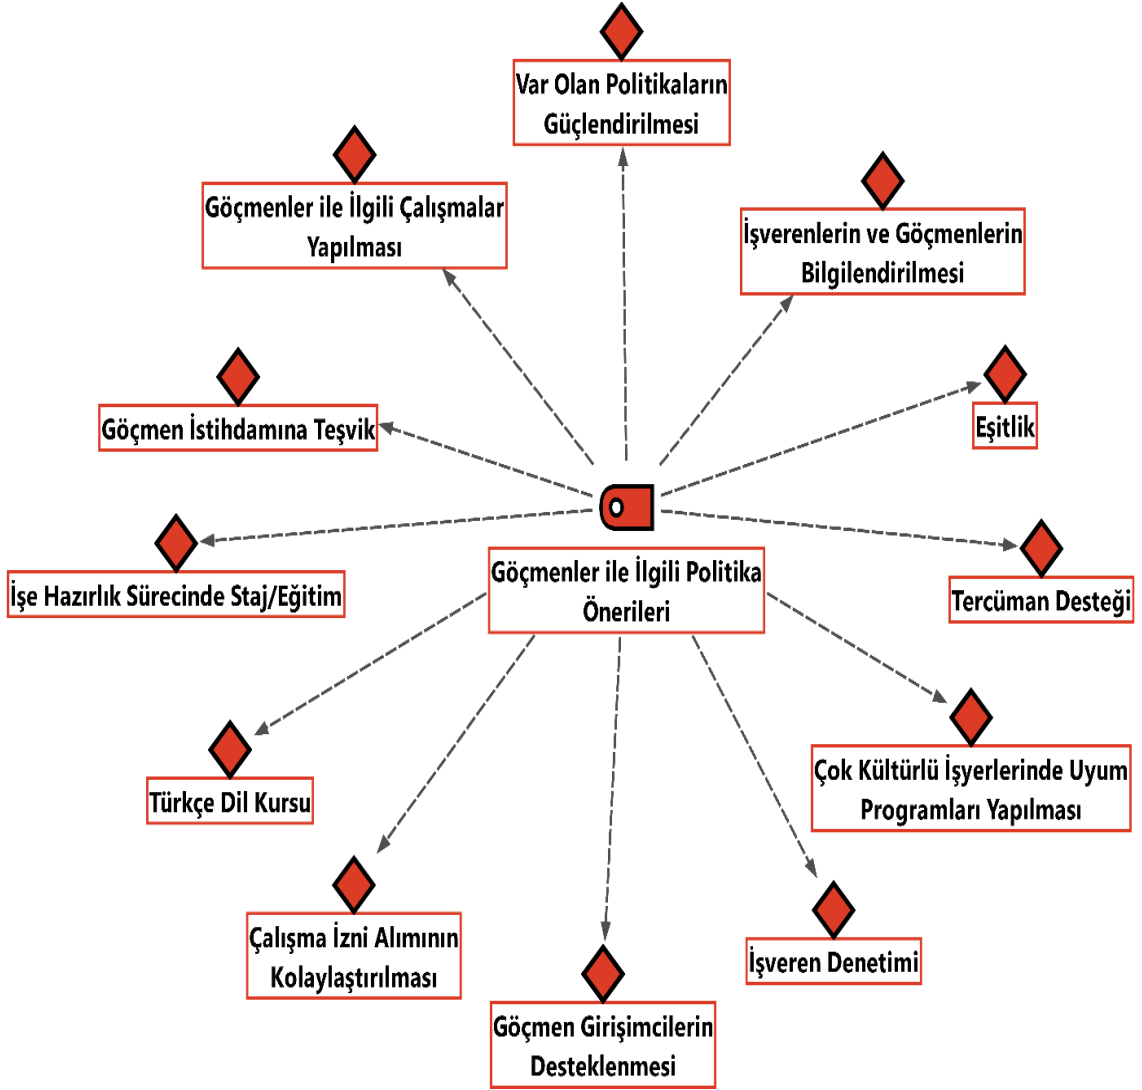 Var Olan Politikaların
Güçlendirilmesi
Göçmenler ile İlgili Çalışmalar
Yapılması
İşverenlerin ve Göçmenlerin
Bilgilendirilmesi
Göçmen İstihdamına Teşvik
Eşitlik
İşe Hazırlık Sürecinde Staj/Eğitim
Göçmenler ile İlgili Politika
Önerileri
Tercüman Desteği
Türkçe Dil Kursu
Çok Kültürlü İşyerlerinde Uyum
Programları Yapılması
Çalışma İzni Alımının
Kolaylaştırılması
İşveren Denetimi
Göçmen Girişimcilerin
Desteklenmesi